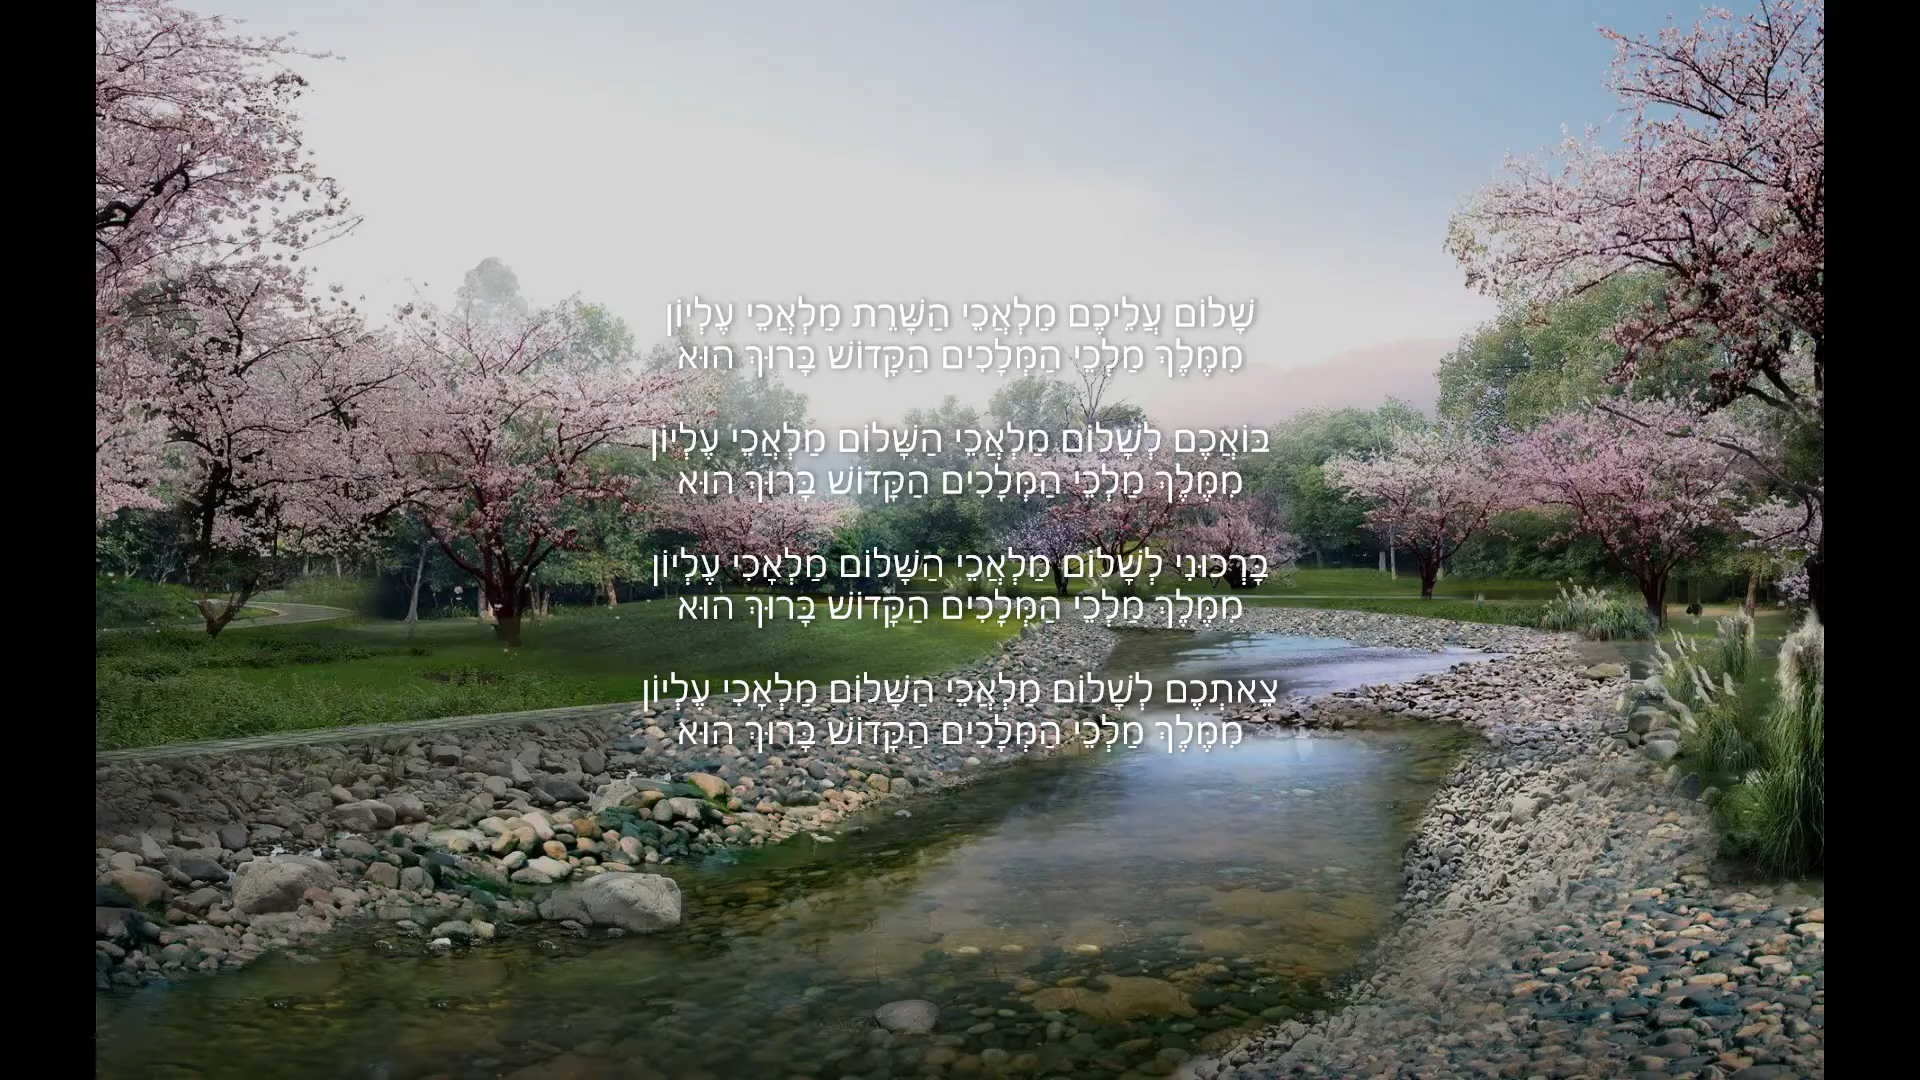 שָׁלוֹם עֲלֵיכֶם מַלְאֲכֵי הַשָּׁרֵת מַלְאֲכֵי עֶלְיוֹן
מִמֶּלֶךְ מַלְכֵי הַמְּלָכִים הַקָּדוֹשׁ בָּרוּךְ הוּא
בּוֹאֲכֶם לְשָׁלוֹם מַלְאֲכֵי הַשָּׁלוֹם מַלְאֲכֵי עֶלְיוֹן
מִמֶּלֶךְ מַלְכֵי הַמְּלָכִים הַקָּדוֹשׁ בָּרוּךְ הוּא
בָּרְכוּנִי לְשָׁלוֹם מַלְאֲכֵי הַשָּׁלוֹם מַלְאָכִי עֶלְיוֹן
מִמֶּלֶךְ מַלְכֵי הַמְּלָכִים הַקָּדוֹשׁ בָּרוּךְ הוּא
צֵאתְכֶם לְשָׁלוֹם מַלְאֲכֵי הַשָּׁלוֹם מַלְאָכִי עֶלְיוֹן
מִמֶּלֶךְ מַלְכֵי הַמְּלָכִים הַקָּדוֹשׁ בָּרוּךְ הוּא